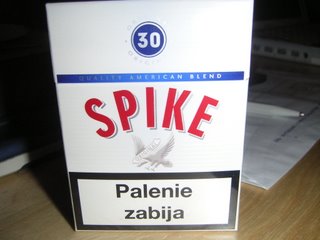 30
QUALITY AMERICAN BLEND
SPIKE
Palenie
zabija